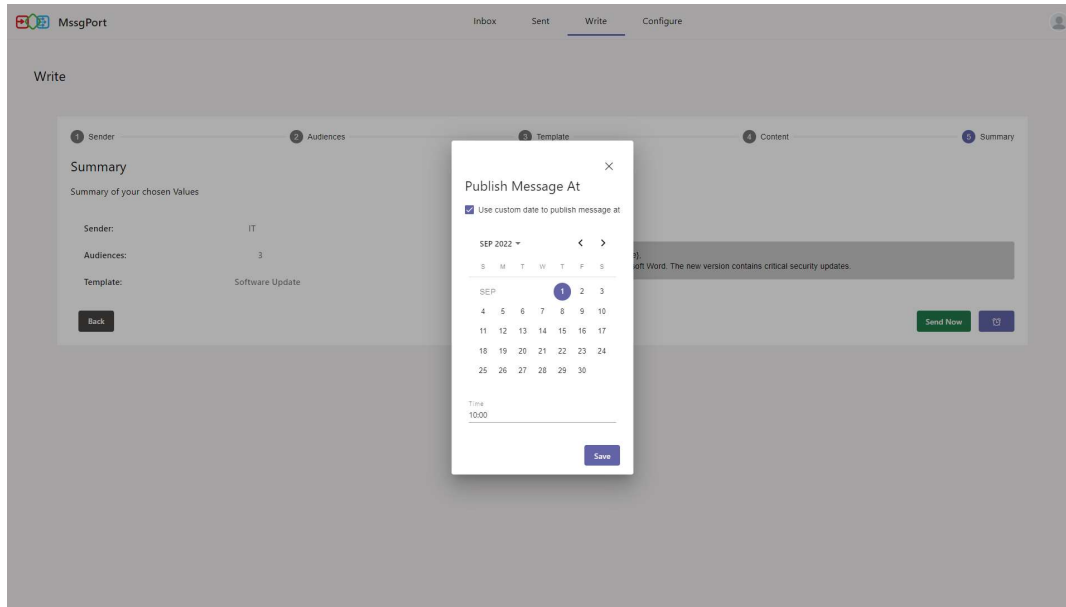 MssgPort
Inbox Sent Write Configure
Write
1 Sender 2 Audiences 3 Template 4 Content 5 Summary
Summary
Summary of your chosen Values
Sender: IT
Audiences: 3
Template: Software Update
Back
Publish Message At
Use custom date to publish message at
SEP 2022
S M T W T F S
SEP 1 2 3
4 5 6 7 8 9 10
11 12 13 14 15 16 17
18 19 20 21 22 23 24
25 26 27 28 29 30
Time
10:00
Save
Word. The new version contains critical security updates.
Send Now